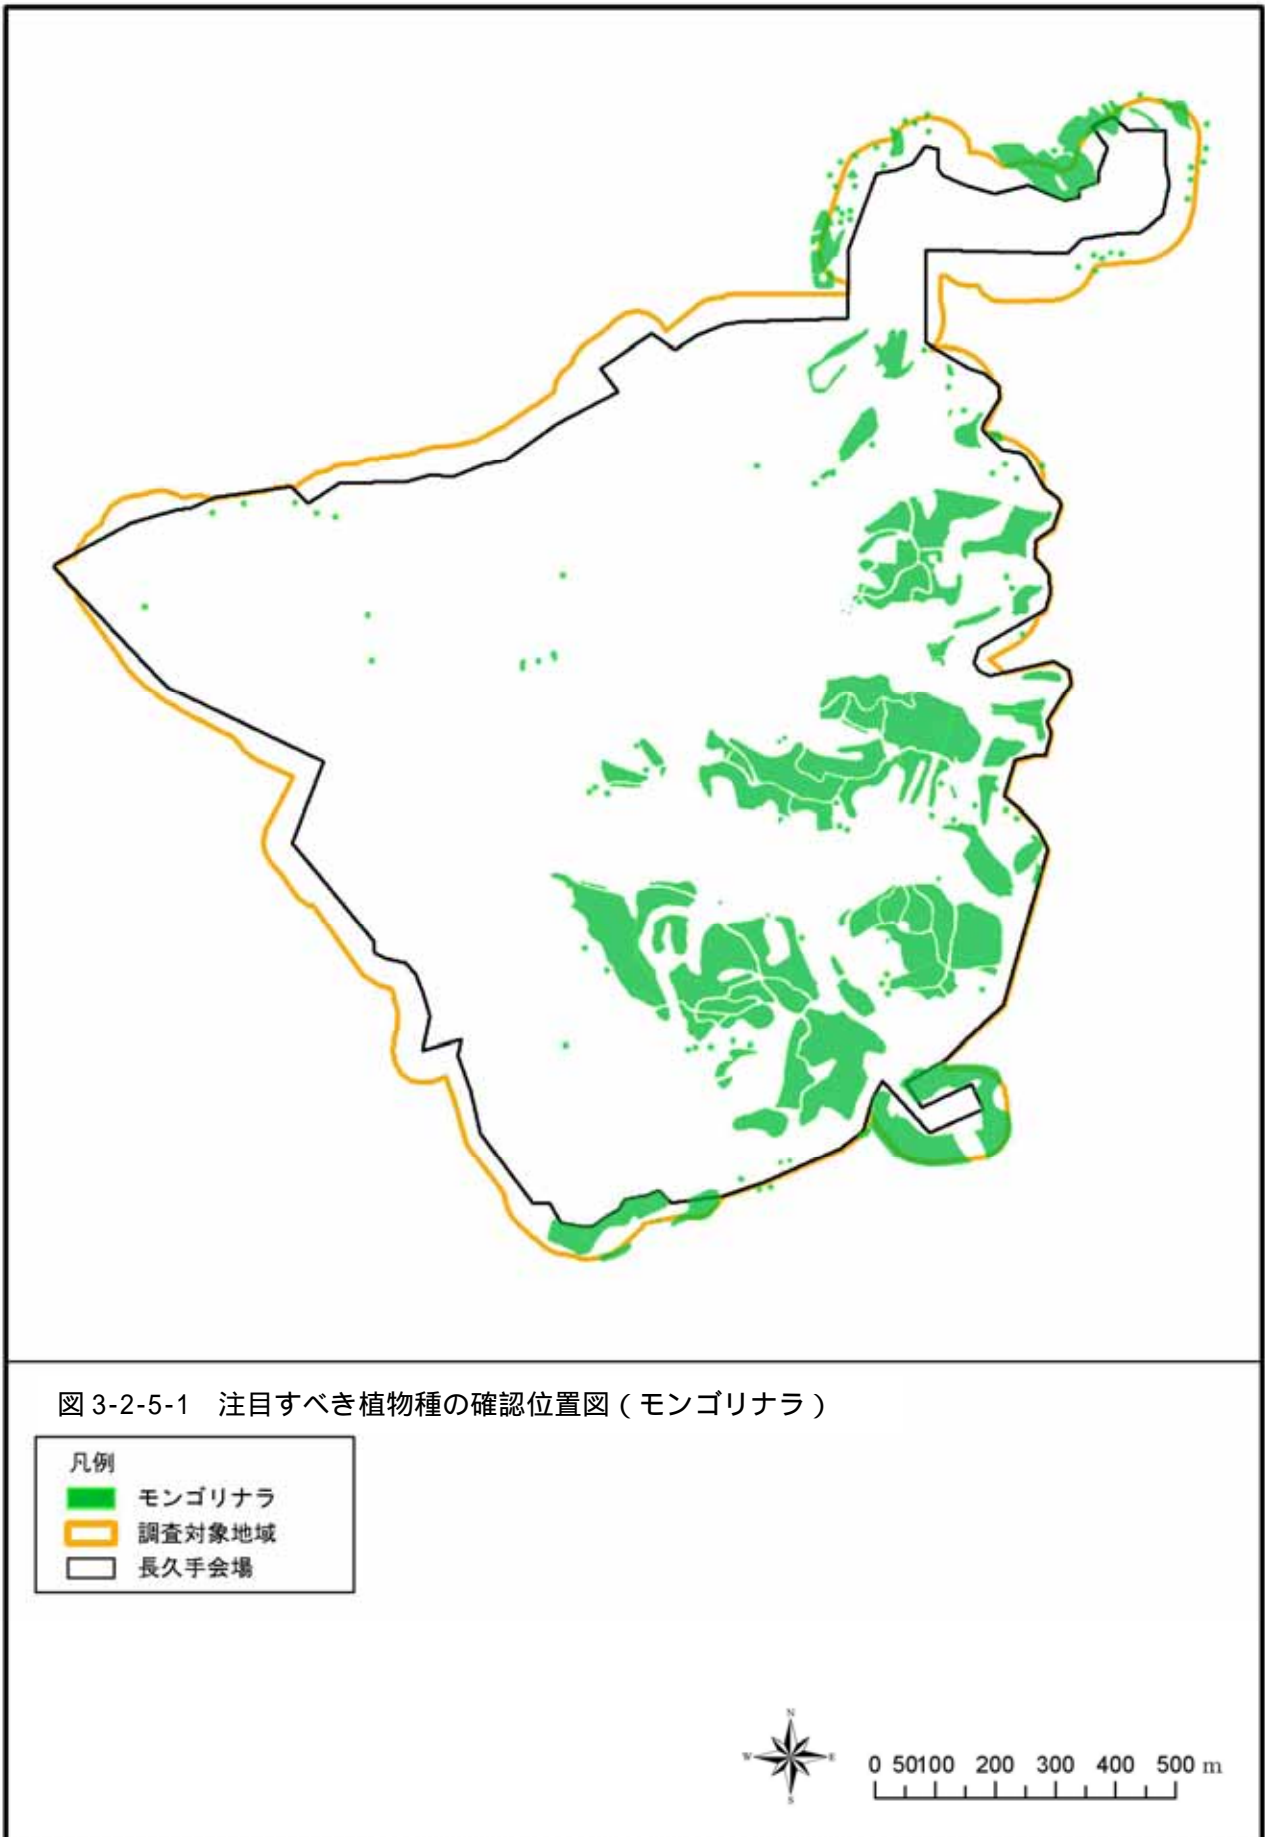 図 3-2-5-1 注目すべき植物種の確認位置図（モンゴリナラ）
凡例
モンゴリナラ
調査対象地域
長久手会場
N
W E
S
0 50100 200 300 400 500 m